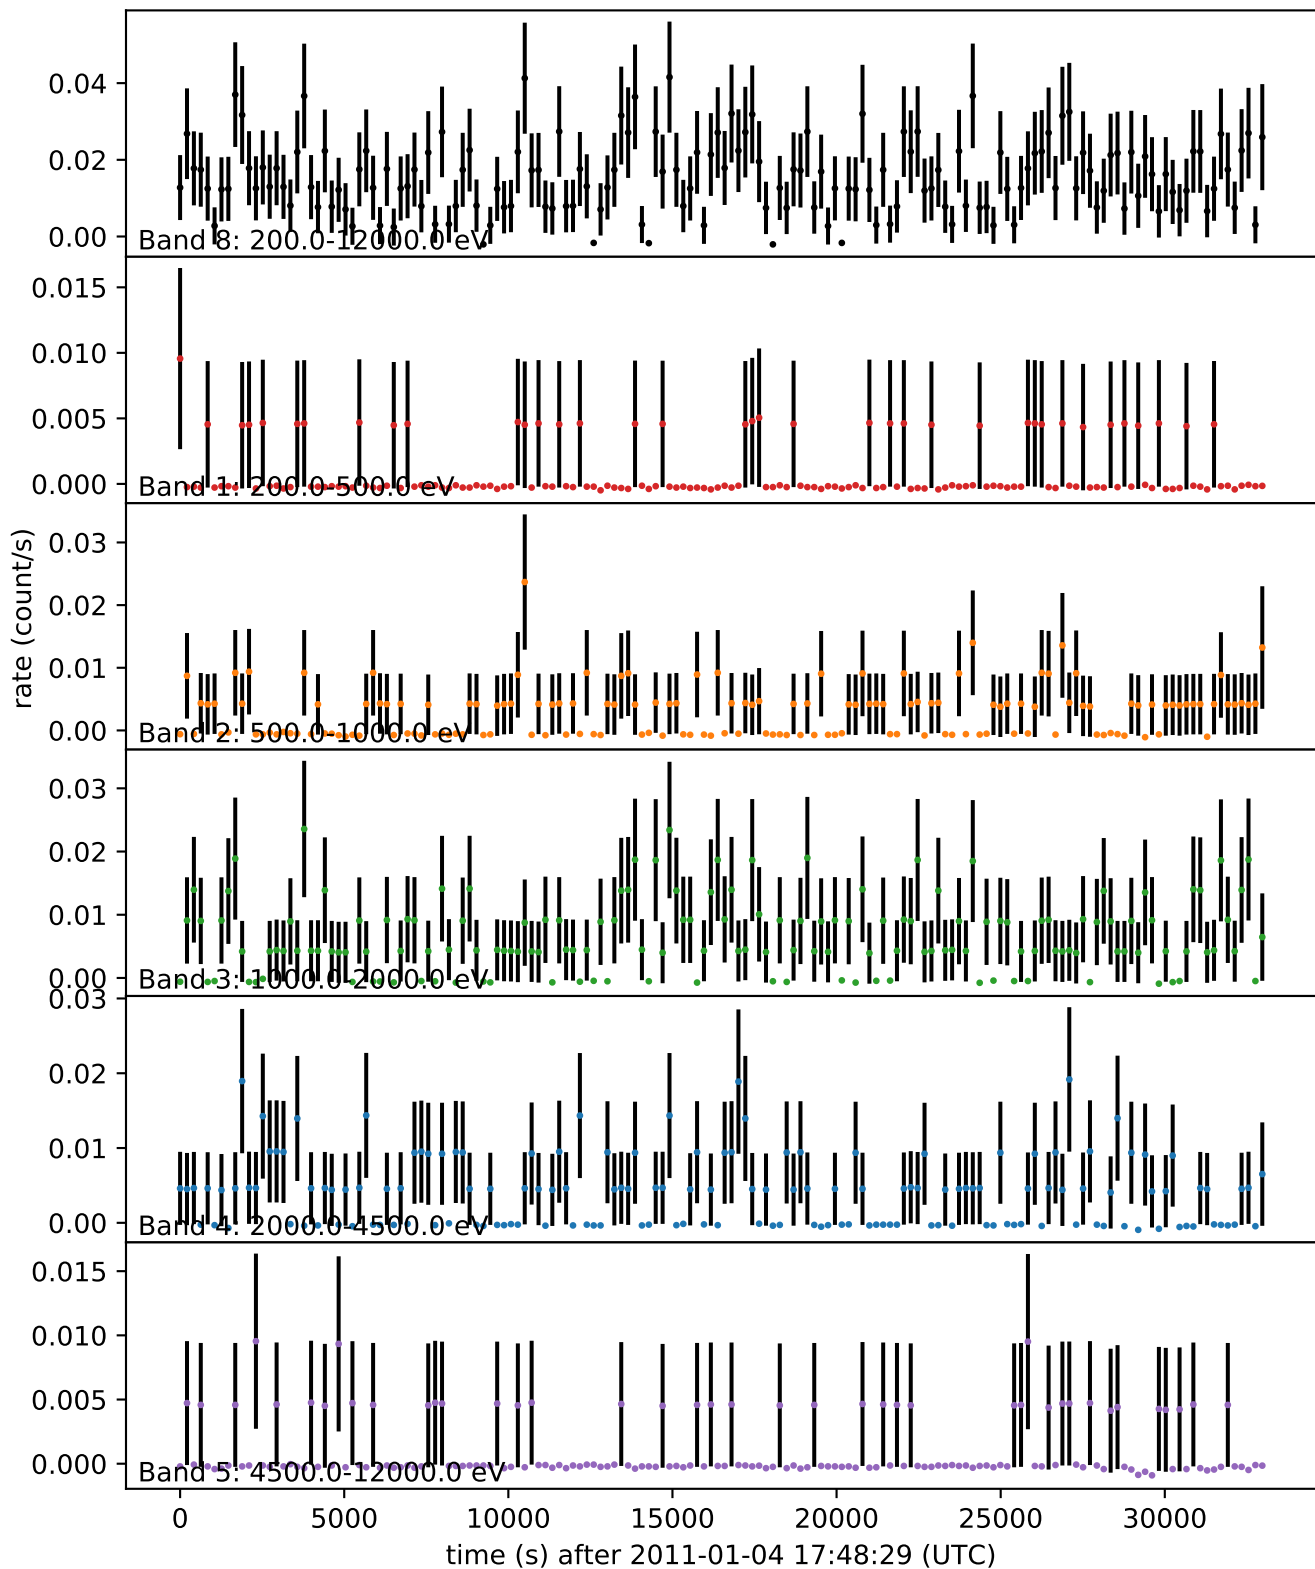 0.04
0.02
0.00
Band 8: 200.0-12000.0 eV
0.015
0.010
0.005
0.000
Band 1: 200.0-500.0 eV
rate (count/s)
0.03
0.02
0.01
0.00
Band 2: 500.0-1000.0 eV
0.03
0.02
0.01
0.00
Band 3: 1000.0-2000.0 eV
0.03
0.02
0.01
0.00
Band 4: 2000.0-4500.0 eV
0.015
0.010
0.005
0.000
Band 5: 4500.0-12000.0 eV
0 5000 10000 15000 20000 25000 30000
time (s) after 2011-01-04 17:48:29 (UTC)